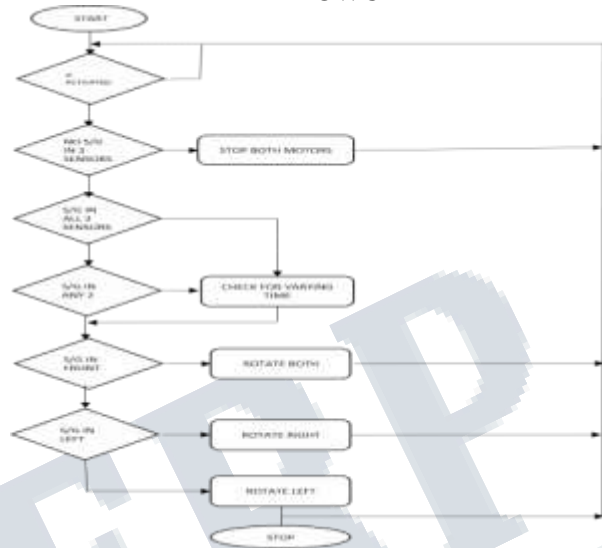 START
IF
ACTIVATED
NO S/G
IN 3
SENSORS
STOP BOTH MOTORS
S/G IN
ALL 3
SENSORS
S/G IN
ANY 2
CHECK FOR VARYING
TIME
S/G IN
FRONT
ROTATE BOTH
S/G IN
LEFT
ROTATE RIGHT
ROTATE LEFT
STOP